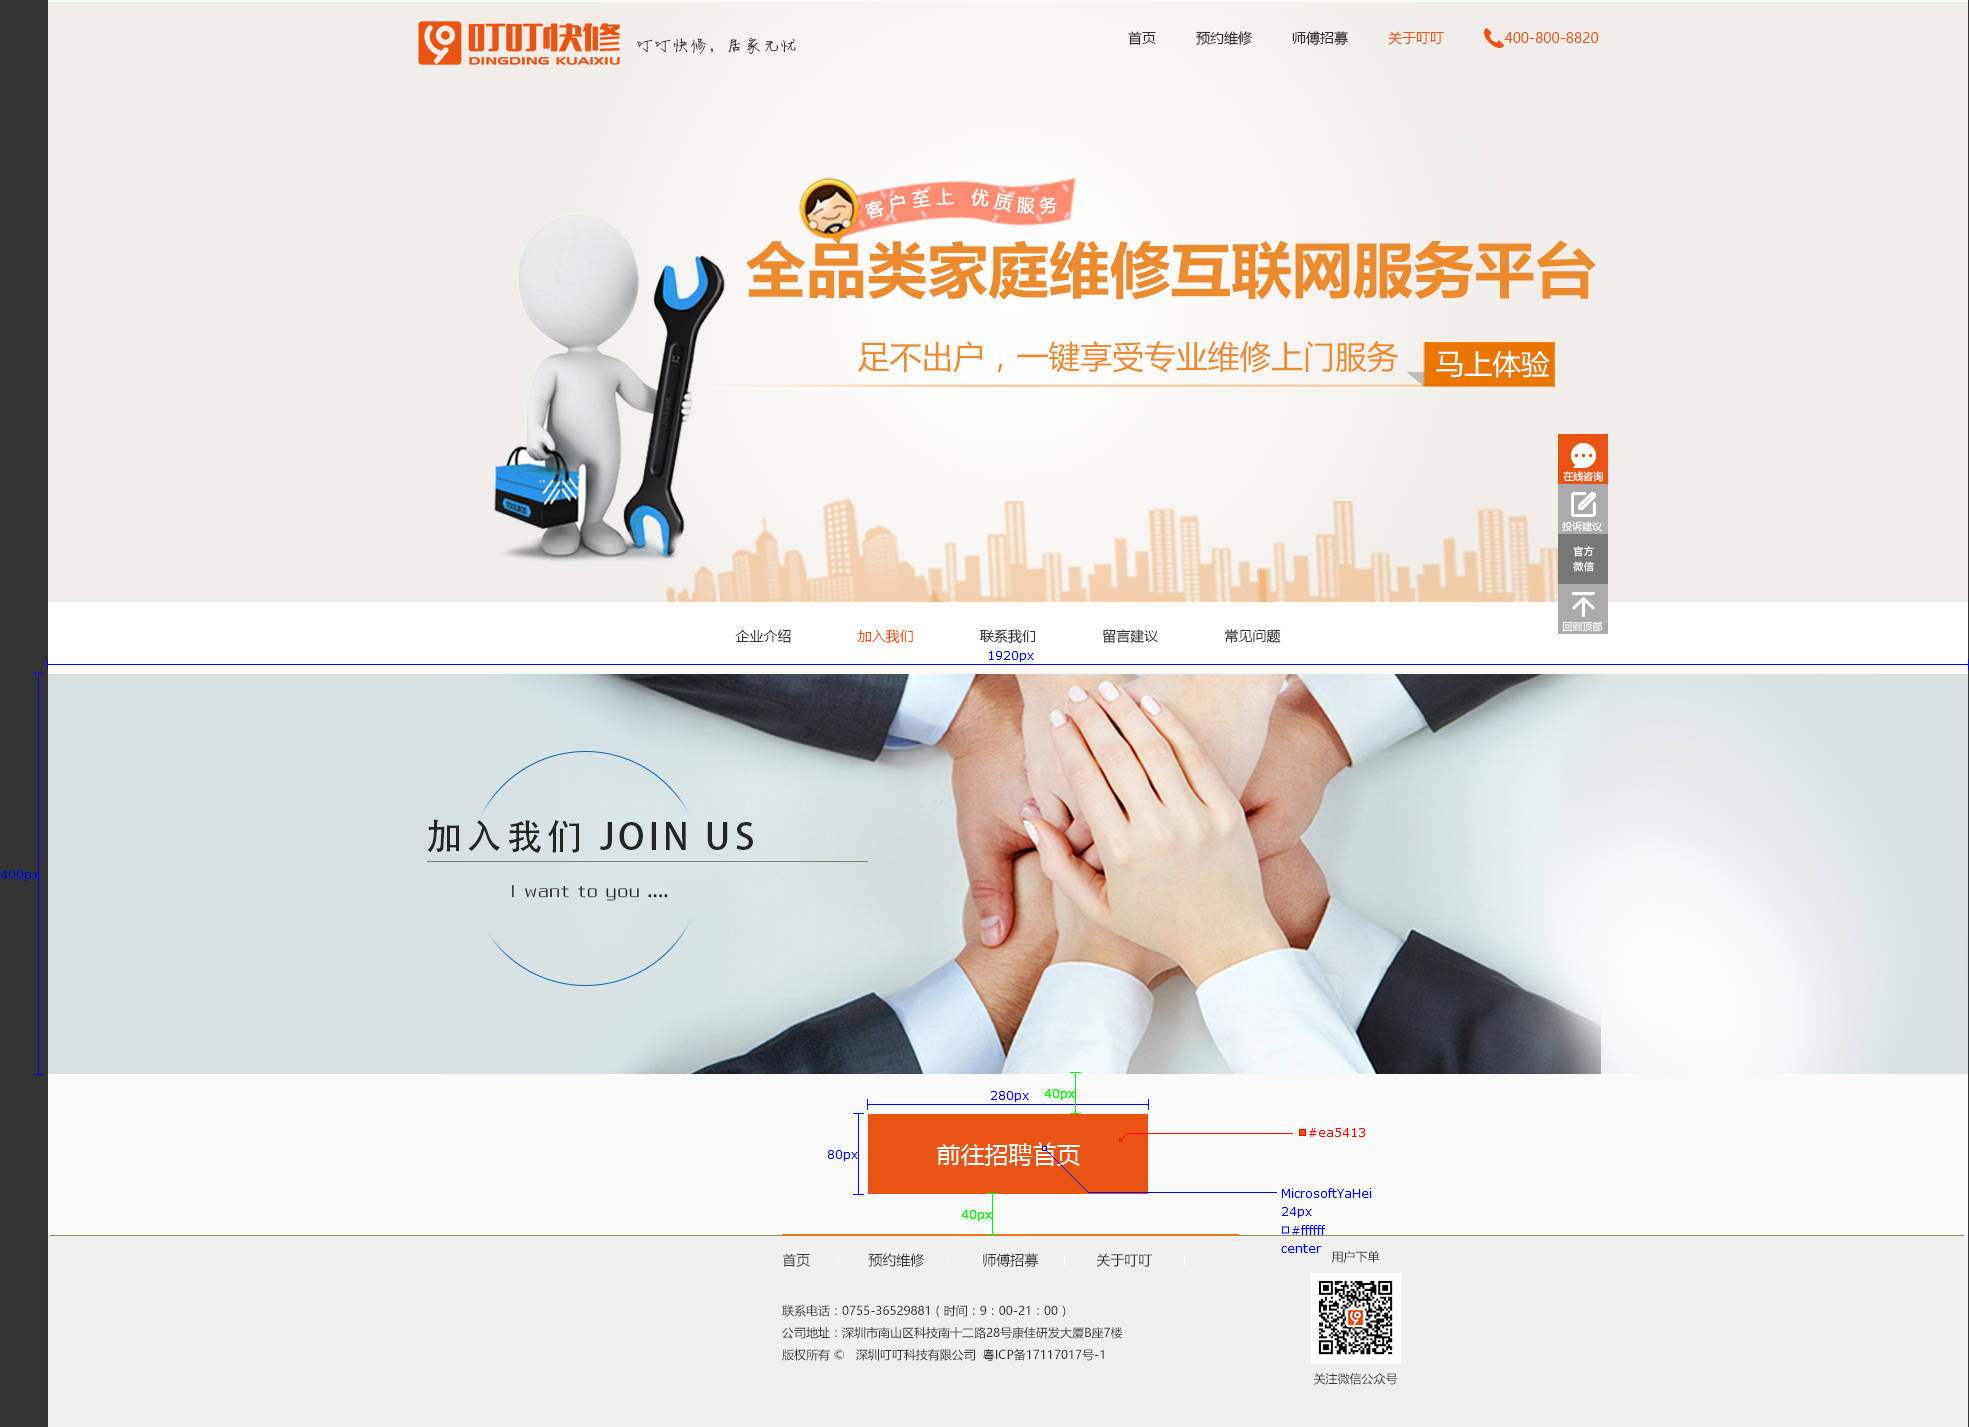 叮叮快修
DINGDING KUAIXIU
叮叮快修，居家无忧
首页 预约维修 师傅招募 关于叮叮 400-800-8820
客户至上 优质服务
全品类家庭维修互联网服务平台
足不出户，一键享受专业维修上门服务
马上体验
12
TOOLBOX
在线咨询
投诉建议
官方
微信
回到顶部
企业介绍 加入我们 联系我们 留言建议 常见问题
1920px
400px
加入我们 JOIN US
I want to you ....
280px
40px
80px
前往招聘首页
#ea5413
MicrosoftYaHei
24px
#ffffff
center
40px
首页 预约维修 师傅招募 关于叮叮
用户下单
联系电话：0755-36529881（时间：9：00-21：00）
公司地址：深圳市南山区科技南十二路28号康佳研发大厦B座7楼
版权所有 © 深圳叮叮科技有限公司 粤ICP备17117017号-1
关注微信公众号